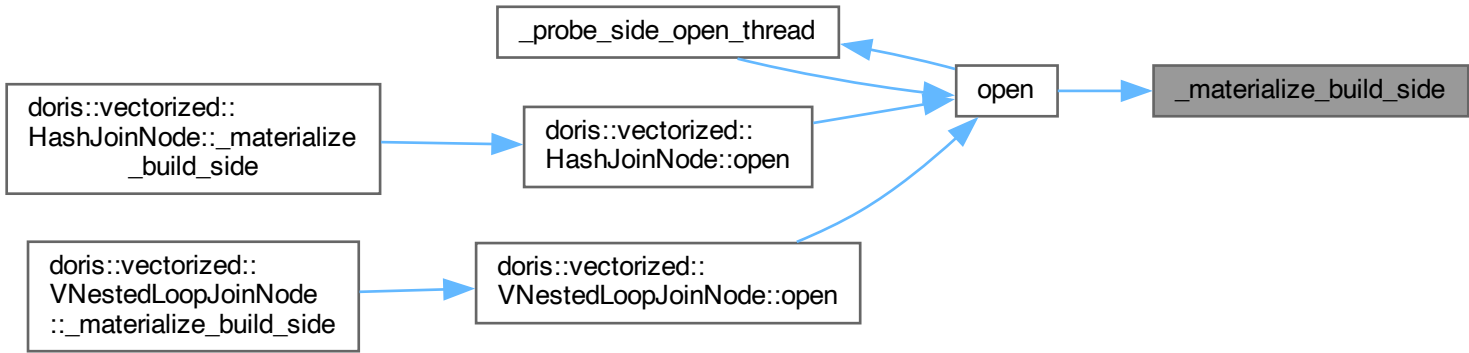 _probe_side_open_thread
open
_materialize_build_side
doris::vectorized::
HashJoinNode::_materialize
_build_side
doris::vectorized::
HashJoinNode::open
doris::vectorized::
VNestedLoopJoinNode
::_materialize_build_side
doris::vectorized::
VNestedLoopJoinNode::open